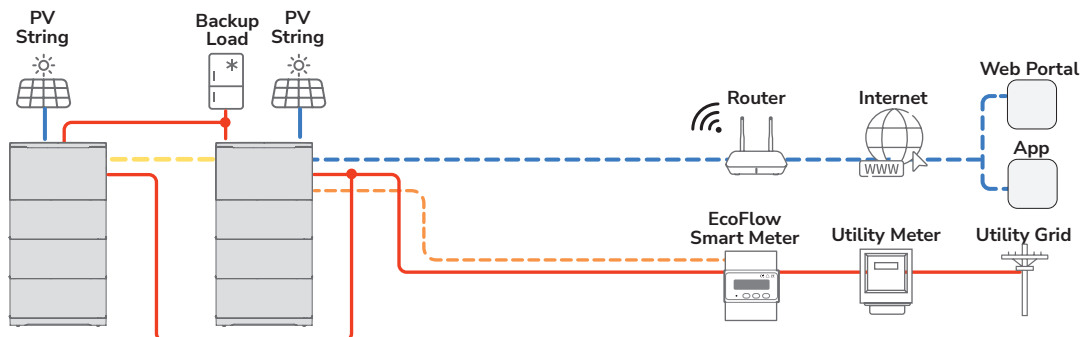 PV
String
Backup
Load
PV
String
Router
Internet
Web Portal
App
WWW
EcoFlow
Smart Meter
Utility Meter
Utility Grid